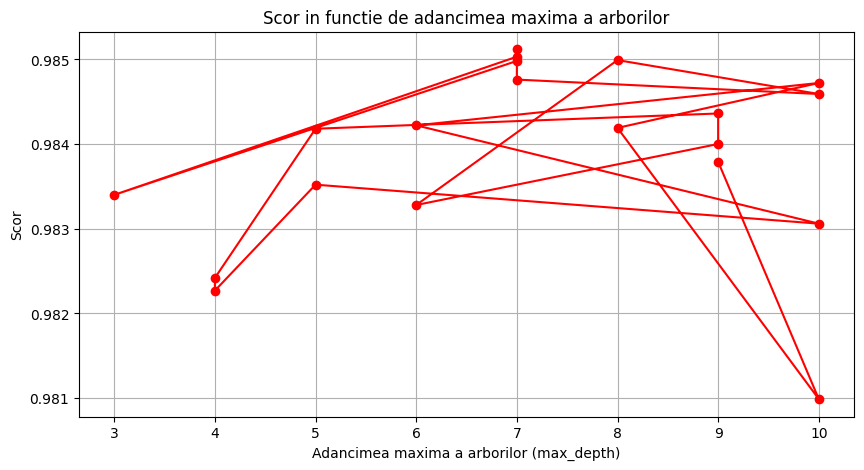 Scor in functie de adancimea maxima a arborilor
0.985
0.984
0.983
0.982
0.981
Scor
3 4 5 6 7 8 9 10
Adancimea maxima a arborilor (max_depth)